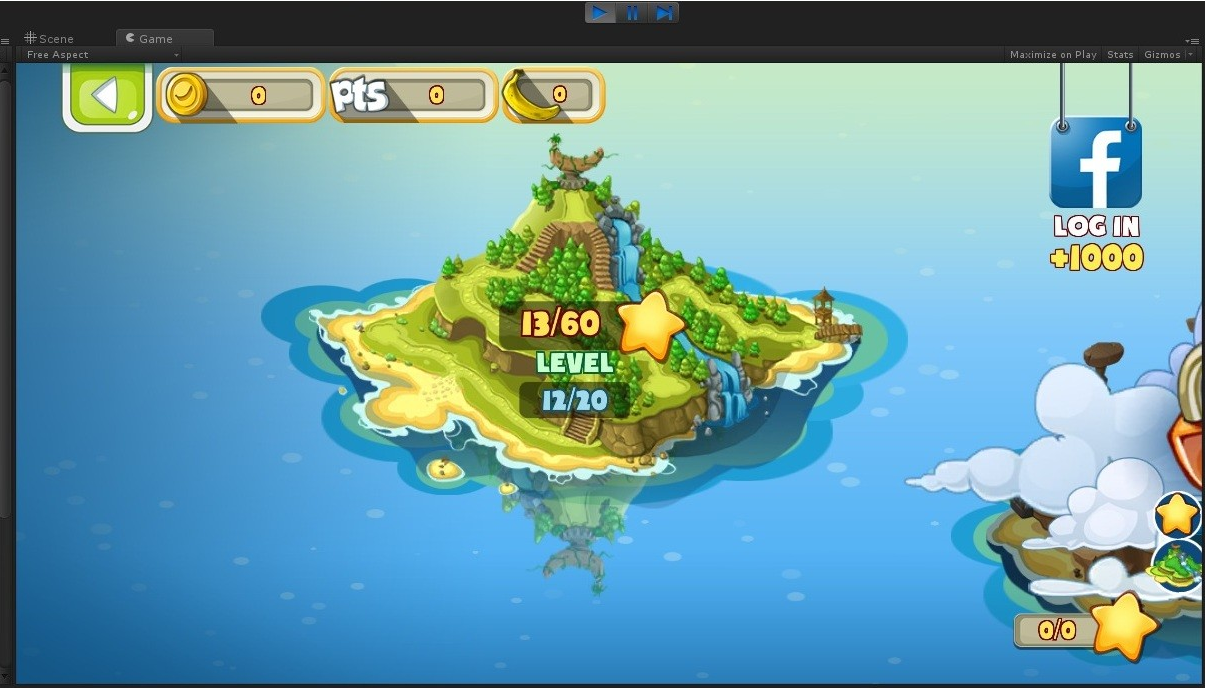 Scene
Game
Free Aspect
Maximize on Play Stats Gizmos
0
pts 0
0
f
LOG IN
+1000
13/60
LEVEL
12/20
0/0